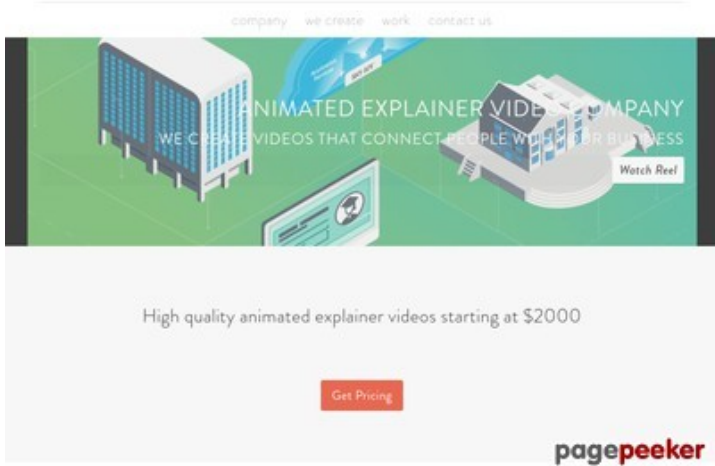 company we create work contact us
ANIMATED EXPLAINER VIDEO COMPANY
WE CREATE VIDEOS THAT CONNECT PEOPLE WITH YOUR BUSINESS
Watch Reel
High quality animated explainer videos starting at $2000
Get Pricing
pagepeeker